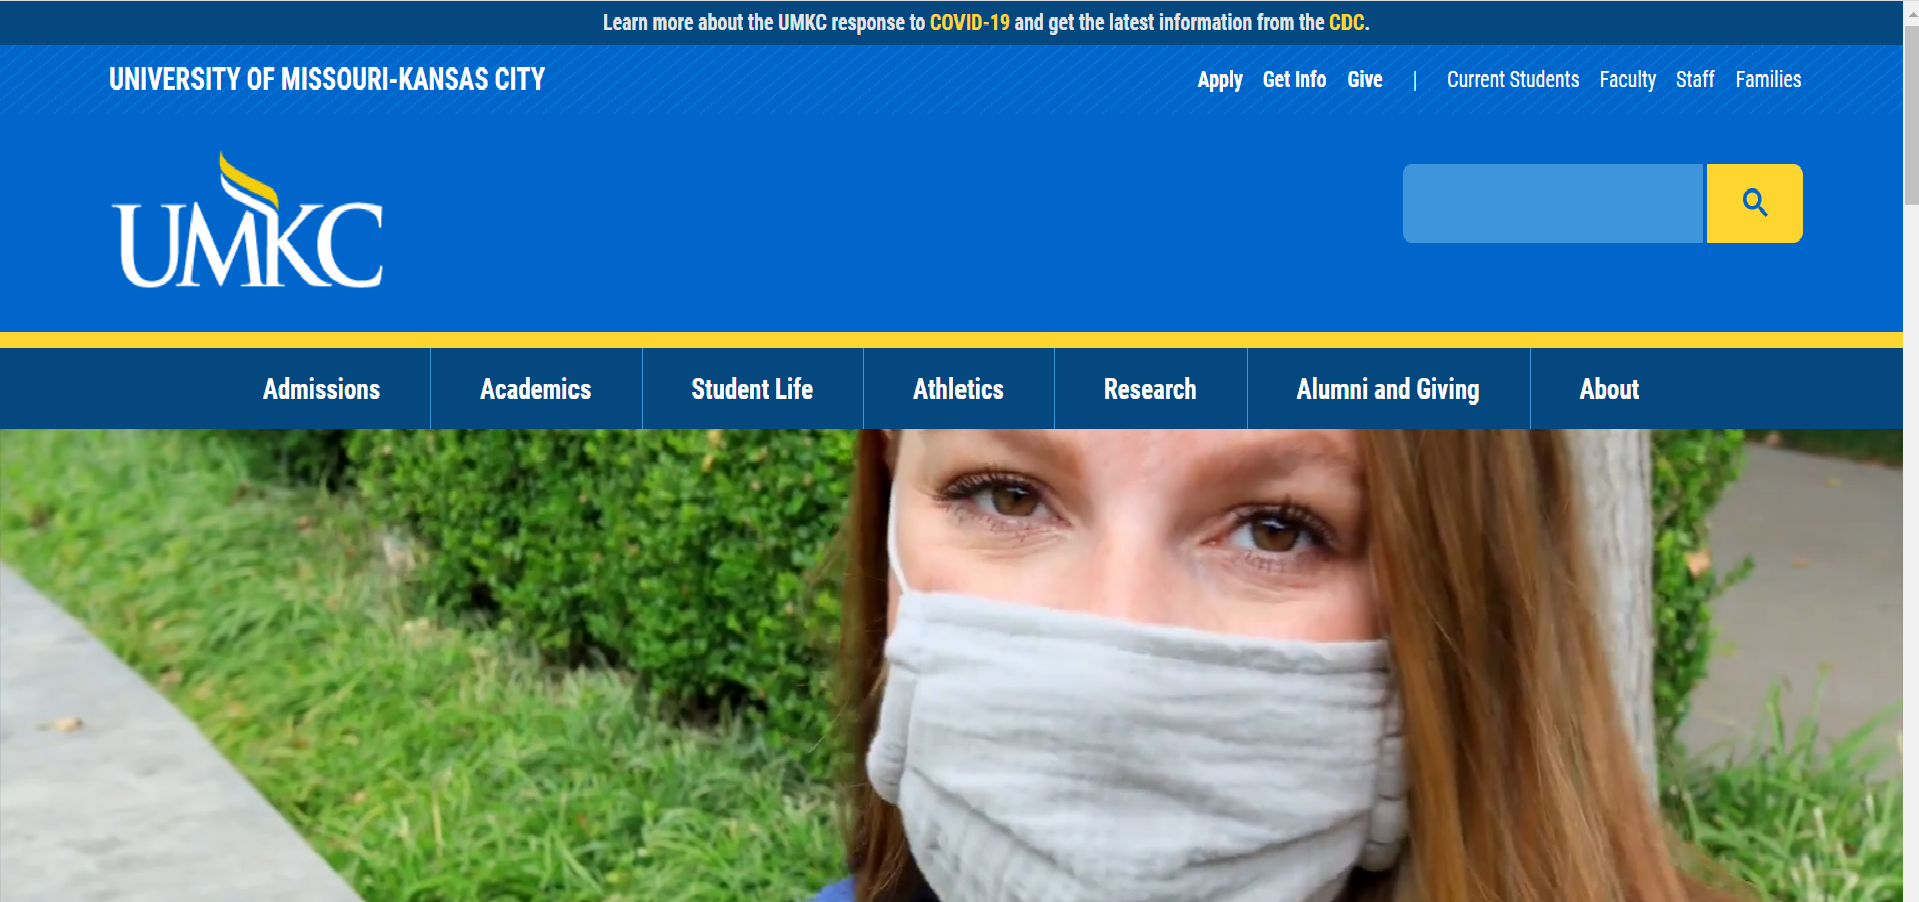 Learn more about the UMKC response to COVID-19 and get the latest information from the CDC.
UNIVERSITY OF MISSOURI-KANSAS CITY
Apply Get Info Give | Current Students Faculty Staff Families
UMKC
Admissions Academics Student Life Athletics Research Alumni and Giving About